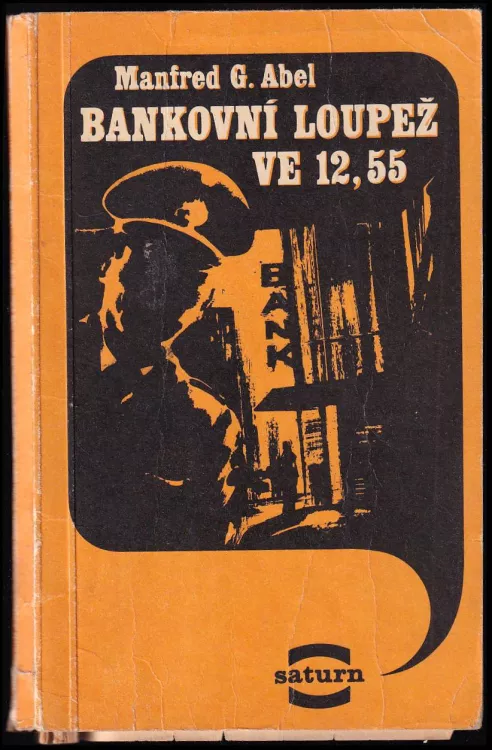 Manfred G. Abel
BANKOVNÍ LOUPEŽ
VE 12,55
BANK
saturn